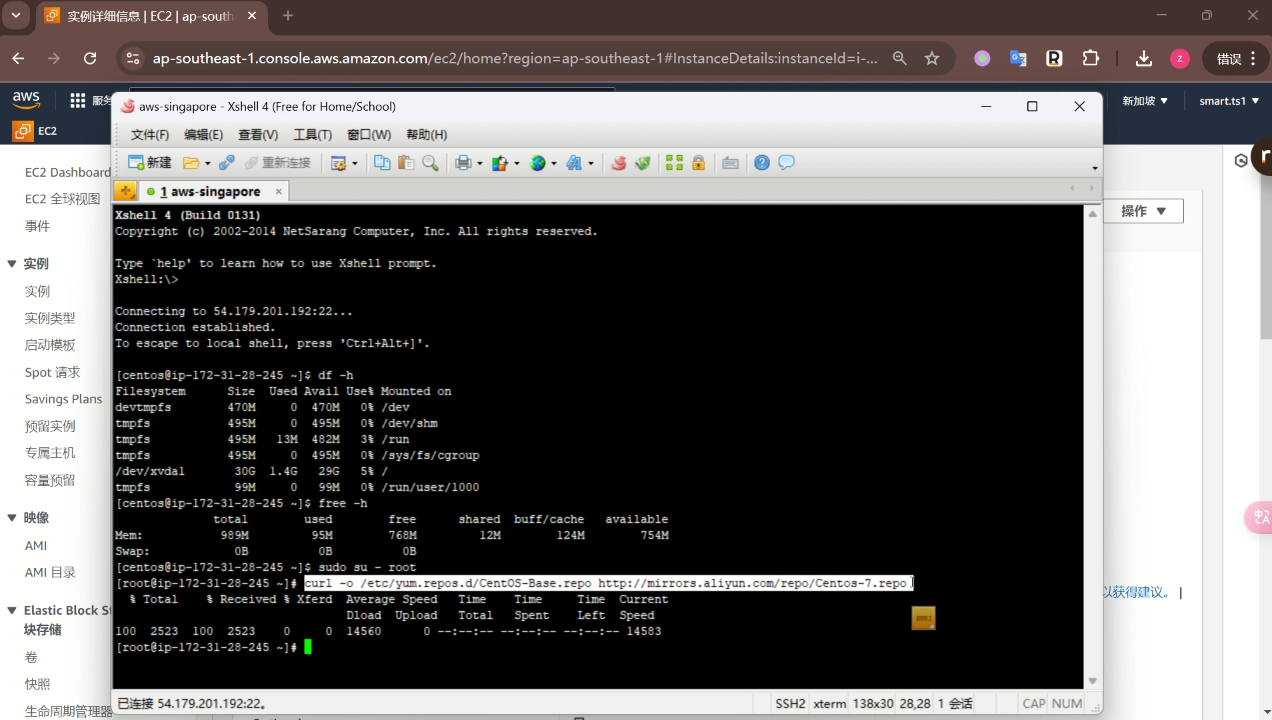 实例详细信息 | EC2 | ap-south
ap-southeast-1.console.aws.amazon.com/ec2/home?region=ap-southeast-1#InstanceDetails:instanceId=i-...
错误
aws
服务
新加坡
smart.ts1
EC2
EC2 Dashboard
EC2 全球视图
事件
实例
实例
实例类型
启动模板
Spot 请求
Savings Plans
预留实例
专属主机
容量预留
映像
AMI
AMI 目录
Elastic Block St
块存储
卷
快照
生命周期管理器
操作
以获得建议。
aws-singapore - Xshell 4 (Free for Home/School)
文件(F) 编辑(E) 查看(V) 工具(T) 窗口(W) 帮助(H)
新建 重新连接
1 aws-singapore
Xshell 4 (Build 0131)
Copyright (c) 2002-2014 NetSarang Computer, Inc. All rights reserved.
Type `help' to learn how to use Xshell prompt.
Xshell:\>
Connecting to 54.179.201.192:22...
Connection established.
To escape to local shell, press 'Ctrl+Alt+]'.
[centos@ip-172-31-28-245 ~]$ df -h
Filesystem Size Used Avail Use% Mounted on
devtmpfs 470M 0 470M 0% /dev
tmpfs 495M 0 495M 0% /dev/shm
tmpfs 495M 13M 482M 3% /run
tmpfs 495M 0 495M 0% /sys/fs/cgroup
/dev/xvda1 30G 1.4G 29G 5% /
tmpfs 99M 0 99M 0% /run/user/1000
[centos@ip-172-31-28-245 ~]$ free -h
total used free shared buff/cache available
Mem: 989M 95M 768M 12M 124M 754M
Swap: 0B 0B 0B
[centos@ip-172-31-28-245 ~]$ sudo su - root
[root@ip-172-31-28-245 ~]# curl -o /etc/yum.repos.d/CentOS-Base.repo http://mirrors.aliyun.com/repo/Centos-7.repo
% Total % Received % Xferd Average Speed Time Time Time Current
Dload Upload Total Spent Left Speed
100 2523 100 2523 0 0 14560 0 --:--:-- --:--:-- --:--:-- 14583
[root@ip-172-31-28-245 ~]#
已连接 54.179.201.192:22。
SSH2 xterm 138x30 28,28 1 会话 CAP NUM